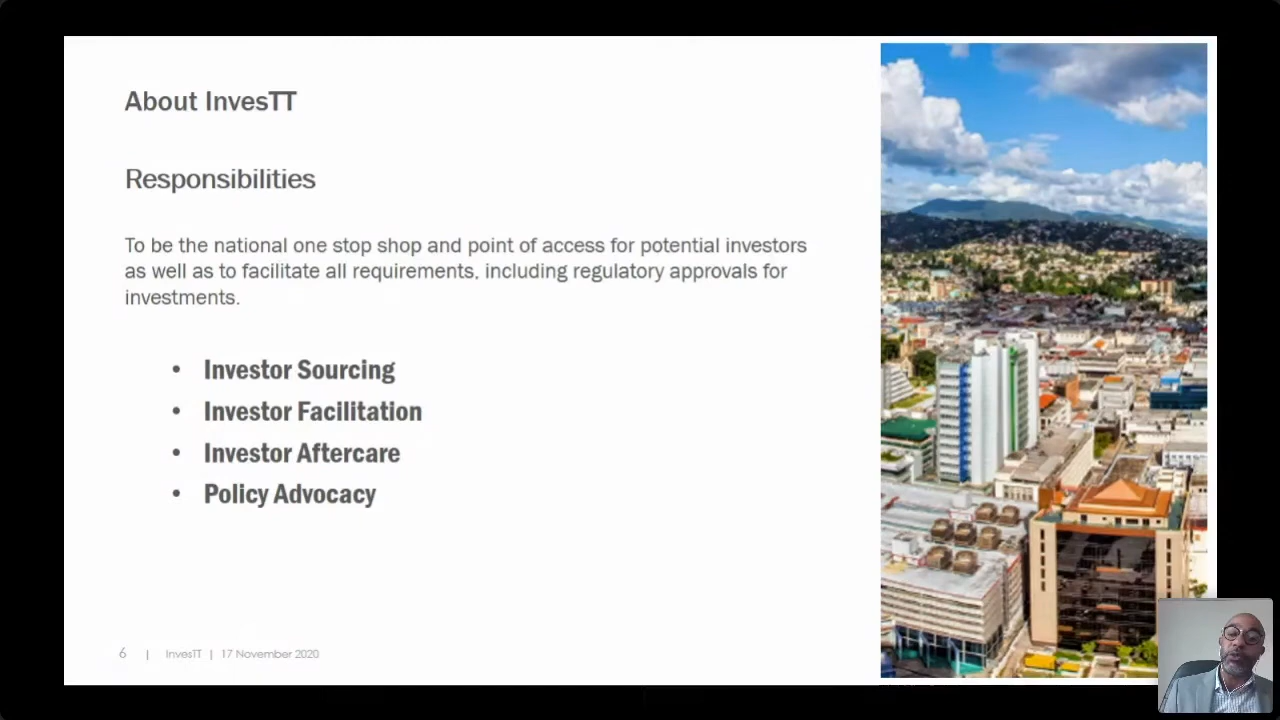 About InvesTT
Responsibilities
To be the national one stop shop and point of access for potential investors
as well as to facilitate all requirements, including regulatory approvals for
investments.
• Investor Sourcing
• Investor Facilitation
• Investor Aftercare
• Policy Advocacy
6 | InvesTT | 17 November 2020